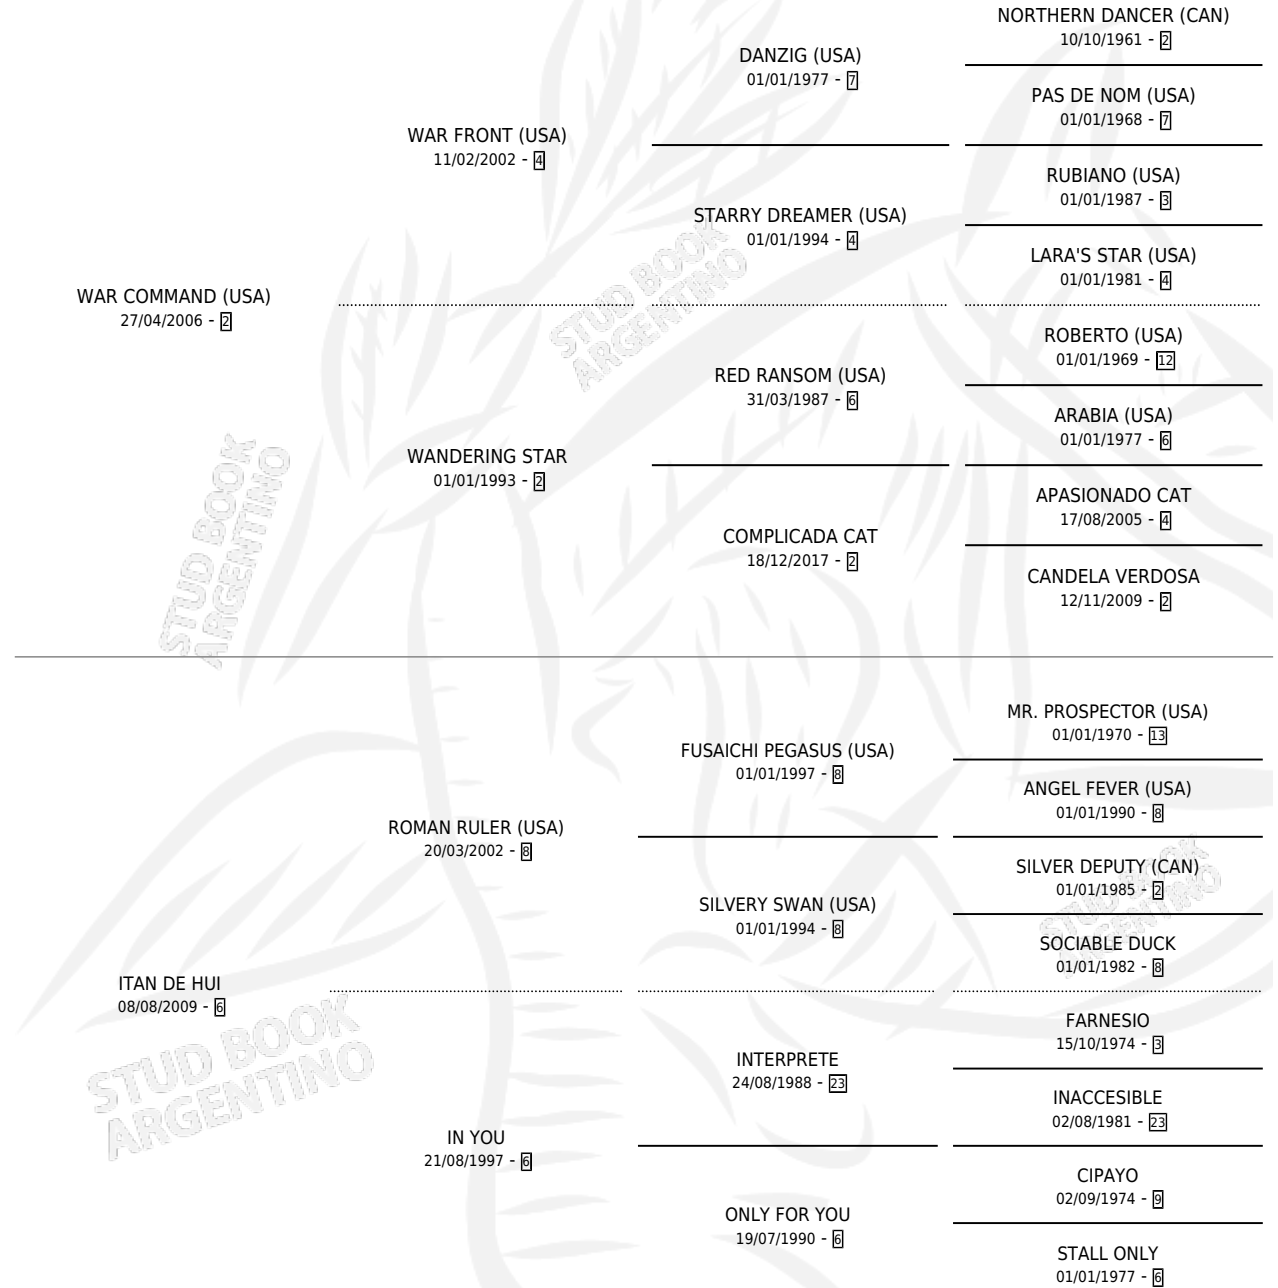 NORTHERN DANCER (CAN)
10/10/1961 - 2
DANZIG (USA)
01/01/1977 - 7
PAS DE NOM (USA)
01/01/1968 - 7
WAR FRONT (USA)
11/02/2002 - 4
RUBIANO (USA)
01/01/1987 - 3
STARRY DREAMER (USA)
01/01/1994 - 4
LARA'S STAR (USA)
01/01/1981 - 4
WAR COMMAND (USA)
27/04/2006 - 2
ROBERTO (USA)
01/01/1969 - 12
RED RANSOM (USA)
31/03/1987 - 6
ARABIA (USA)
01/01/1977 - 6
WANDERING STAR
01/01/1993 - 2
APASIONADO CAT
17/08/2005 - 4
COMPLICADA CAT
18/12/2017 - 2
CANDELA VERDOSA
12/11/2009 - 2
MR. PROSPECTOR (USA)
01/01/1970 - 13
FUSAICHI PEGASUS (USA)
01/01/1997 - 8
ANGEL FEVER (USA)
01/01/1990 - 8
ROMAN RULER (USA)
20/03/2002 - 8
SILVER DEPUTY (CAN)
01/01/1985 - 2
SILVERY SWAN (USA)
01/01/1994 - 8
SOCIABLE DUCK
01/01/1982 - 8
ITAN DE HUI
08/08/2009 - 6
FARNESIO
15/10/1974 - 3
INTERPRETE
24/08/1988 - 23
INACCESIBLE
02/08/1981 - 23
IN YOU
21/08/1997 - 6
CIPAYO
02/09/1974 - 9
ONLY FOR YOU
19/07/1990 - 6
STALL ONLY
01/01/1977 - 6
STUD BOOK
ARGENTINO
STUD BOOK
ARGENTINO
STUD BOOK
ARGENTINO
STUD BOOK
ARGENTINO